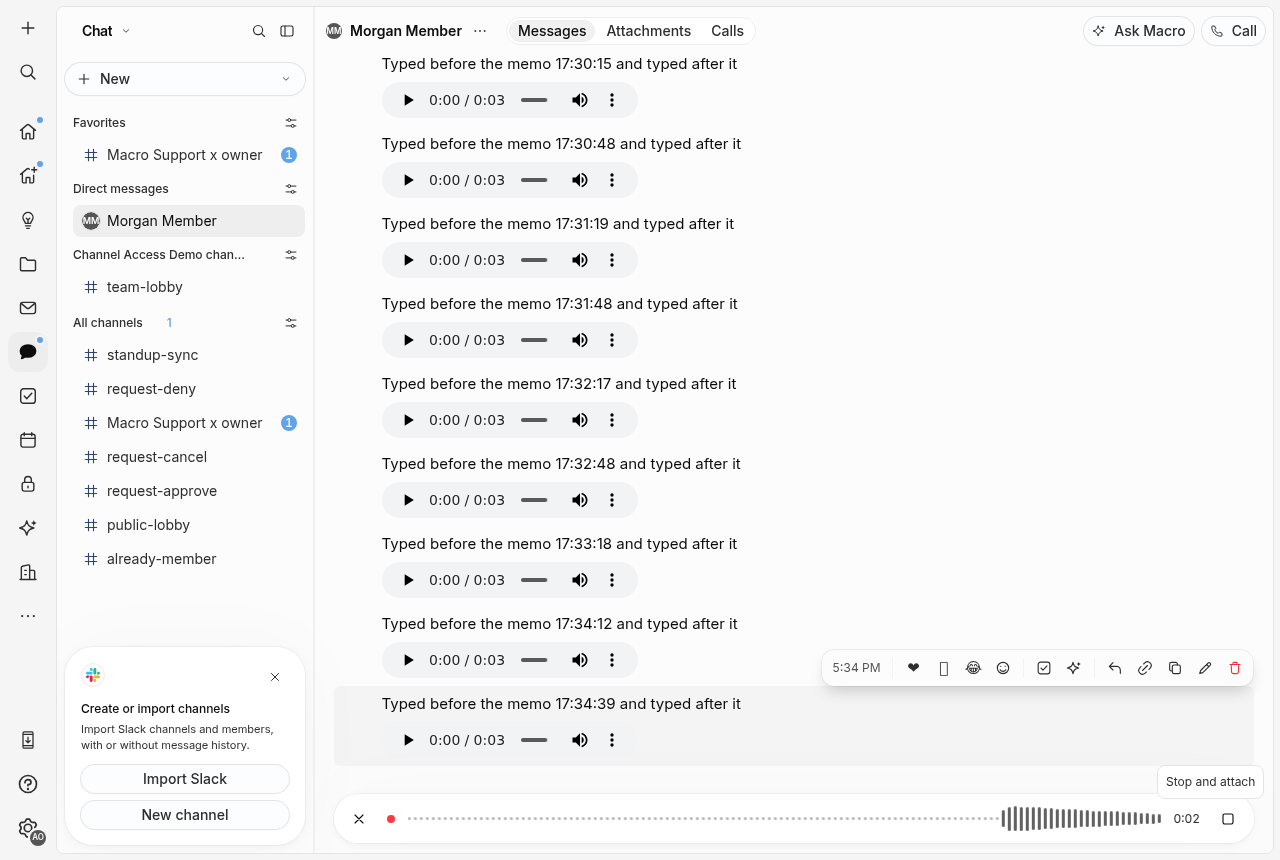 Chat
New
Favorites
Macro Support x owner 1
Direct messages
MM Morgan Member
Channel Access Demo chan...
team-lobby
All channels 1
standup-sync
request-deny
Macro Support x owner 1
request-cancel
request-approve
public-lobby
already-member
Create or import channels
Import Slack channels and members,
with or without message history.
Import Slack
New channel
AO
MM Morgan Member ... Messages Attachments Calls Ask Macro Call
Typed before the memo 17:30:15 and typed after it
0:00 / 0:03
Typed before the memo 17:30:48 and typed after it
0:00 / 0:03
Typed before the memo 17:31:19 and typed after it
0:00 / 0:03
Typed before the memo 17:31:48 and typed after it
0:00 / 0:03
Typed before the memo 17:32:17 and typed after it
0:00 / 0:03
Typed before the memo 17:32:48 and typed after it
0:00 / 0:03
Typed before the memo 17:33:18 and typed after it
0:00 / 0:03
Typed before the memo 17:34:12 and typed after it
0:00 / 0:03
5:34 PM
Typed before the memo 17:34:39 and typed after it
0:00 / 0:03
Stop and attach
0:02